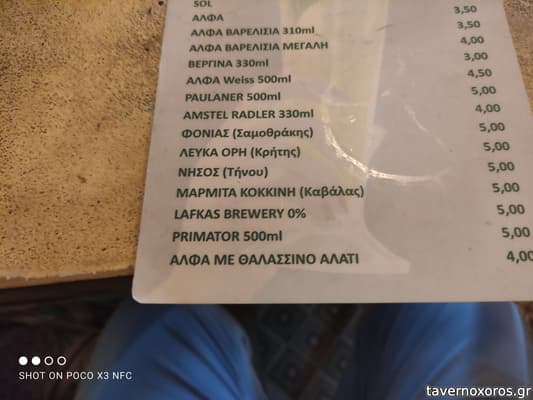 SOL
ΑΛΦΑ 3,50
ΑΛΦΑ ΒΑΡΕΛΙΣΙΑ 310ml 3,50
ΑΛΦΑ ΒΑΡΕΛΙΣΙΑ ΜΕΓΑΛΗ 4,00
ΒΕΡΓΙΝΑ 330ml 3,00
ΑΛΦΑ Weiss 500ml 4,50
PAULANER 500ml 5,00
AMSTEL RADLER 330ml 4,00
ΦΟΝΙΑΣ (Σαμοθράκης) 5,00
ΛΕΥΚΑ ΟΡΗ (Κρήτης) 5,00
ΝΗΣΟΣ (Τήνου) 5,00
ΜΑΡΜΙΤΑ ΚΟΚΚΙΝΗ (Καβάλας) 5,00
LAFKAS BREWERY 0% 5,00
PRIMATOR 500ml 5,00
ΑΛΦΑ ΜΕ ΘΑΛΑΣΣΙΝΟ ΑΛΑΤΙ 4,00
SHOT ON POCO X3 NFC
tavernoxoros.gr